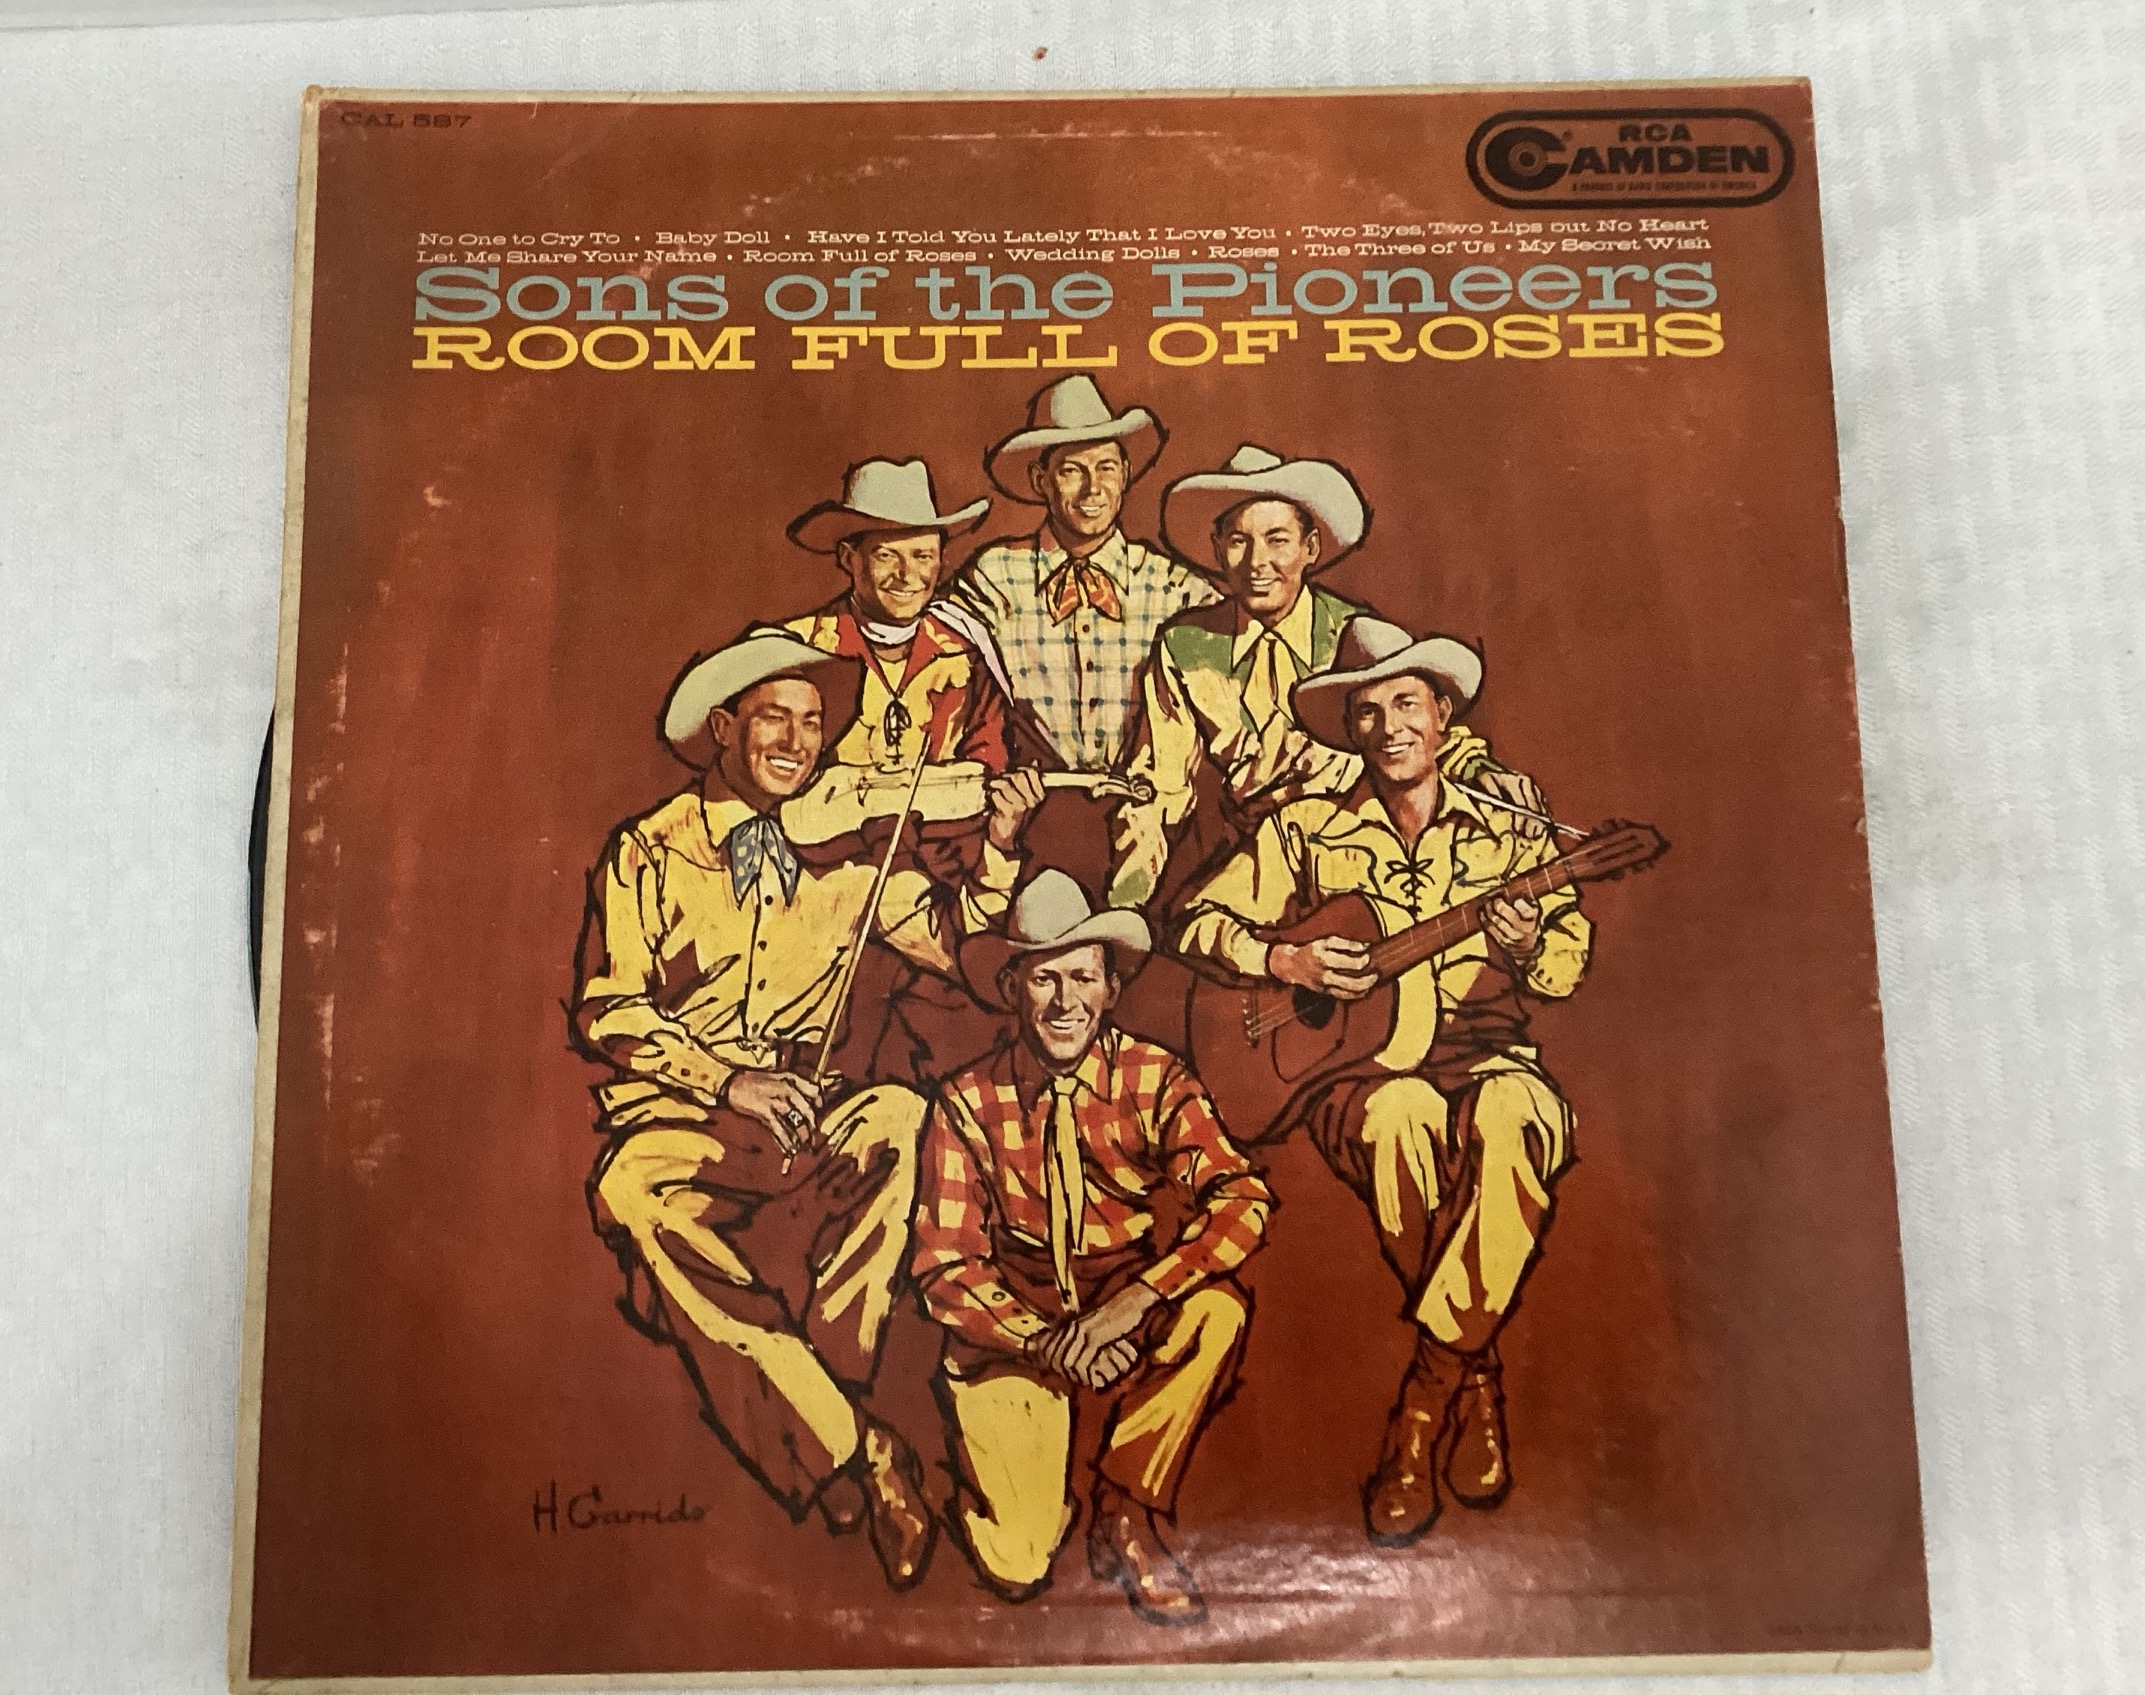 CAL 587
RCA
CAMDEN®
No One to Cry To • Baby Doll • Have I Told You Lately That I Love You • Two Eyes, Two Lips but No Heart
Let Me Share Your Name • Room Full of Roses • Wedding Dolls • Roses • The Three of Us • My Secret Wish
Sons of the Pioneers
ROOM FULL OF ROSES
H. Garrido